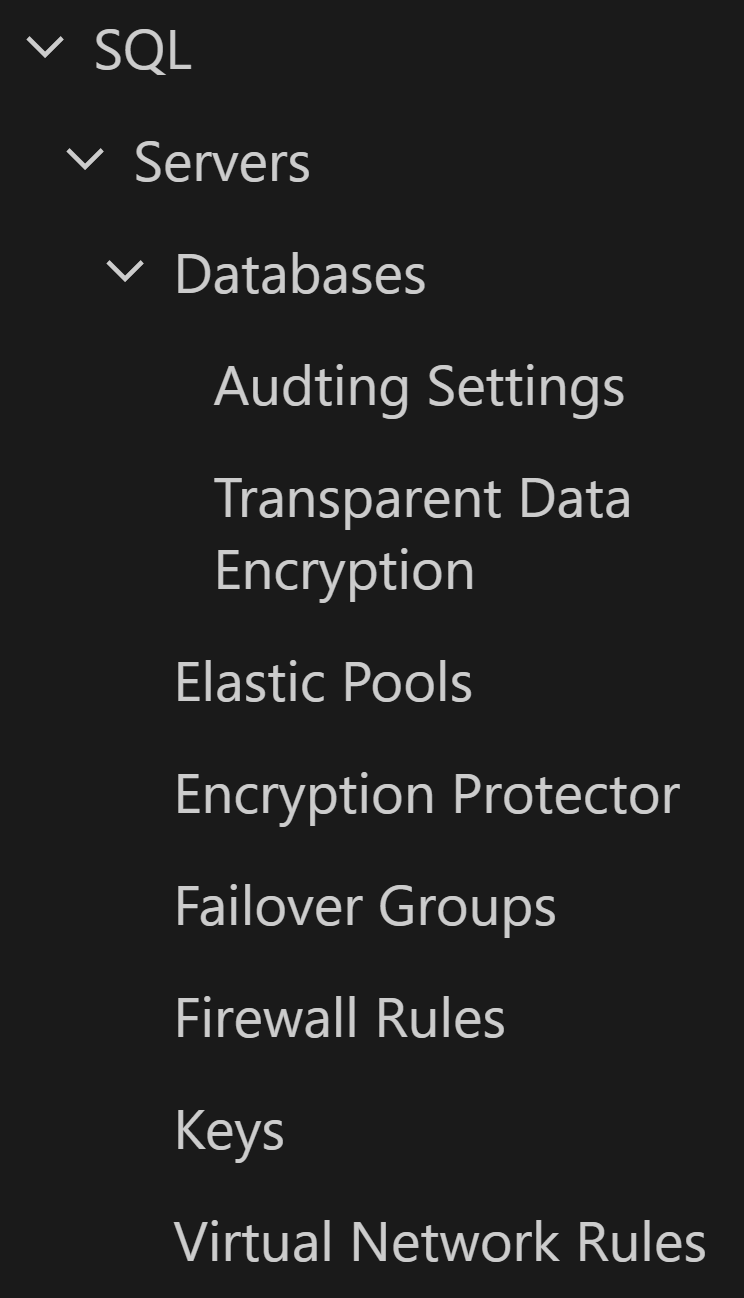 SQL
Servers
Databases
Audting Settings
Transparent Data
Encryption
Elastic Pools
Encryption Protector
Failover Groups
Firewall Rules
Keys
Virtual Network Rules